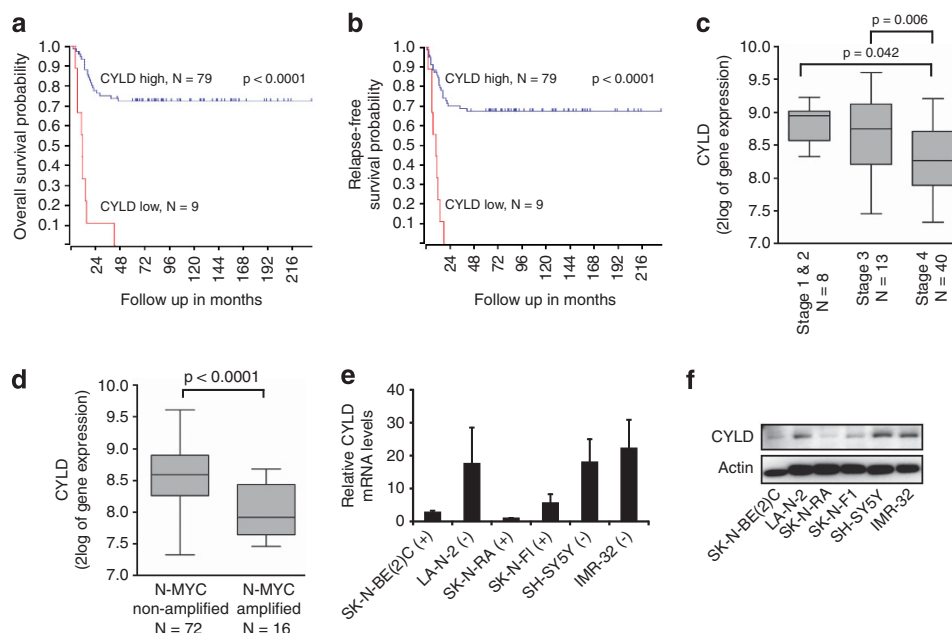 a
1.0
0.9
0.8
0.7
0.6
0.5
0.4
0.3
0.2
0.1
Overall survival probability
CYLD high, N = 79
p < 0.0001
CYLD low, N = 9
24 48 72 96 120 144 168 192 216
Follow up in months
b
1.0
0.9
0.8
0.7
0.6
0.5
0.4
0.3
0.2
0.1
Relapse-free
survival probability
CYLD high, N = 79
p < 0.0001
CYLD low, N = 9
24 48 72 96 120 144 168 192 216
Follow up in months
c
p = 0.006
p = 0.042
10.0
9.5
9.0
8.5
8.0
7.5
7.0
CYLD
(2log of gene expression)
Stage 1 & 2
N = 8
Stage 3
N = 13
Stage 4
N = 40
d
p < 0.0001
10.0
9.5
9.0
8.5
8.0
7.5
7.0
CYLD
(2log of gene expression)
N-MYC
non-amplified
N = 72
N-MYC
amplified
N = 16
e
40
30
20
10
0
Relative CYLD
mRNA levels
SK-N-BE(2)C (+)
LA-N-2 (-)
SK-N-RA (+)
SK-N-FI (+)
SH-SY5Y (-)
IMR-32 (-)
f
CYLD
Actin
SK-N-BE(2)C
LA-N-2
SK-N-RA
SK-N-F1
SH-SY5Y
IMR-32